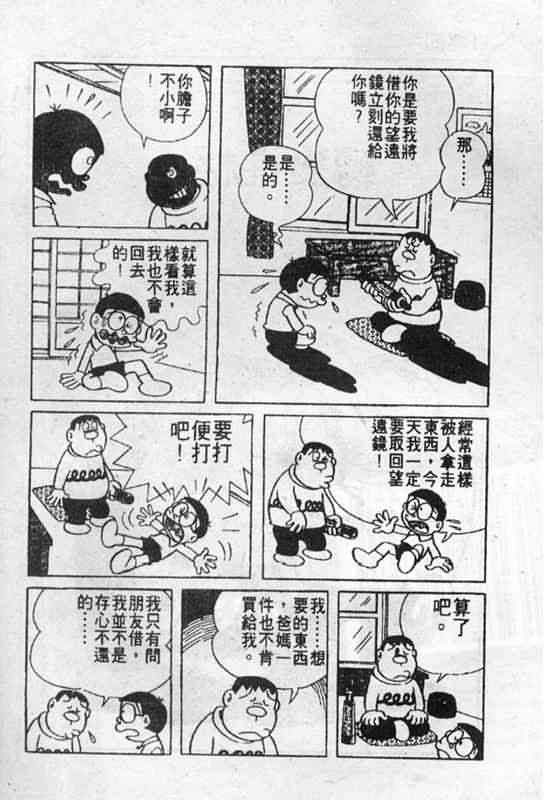 那……
你是要我將
借你的望遠
鏡立刻還給
你嗎？
是……
是的。
你膽子
不小啊
！
就算這
樣看我，
我也不會
回去
的！
經常這樣
被人拿走
東西，今
天我一定
要取回望
遠鏡！
要打
便打
吧！
算了
吧。
我……想
要的東西
，爸媽一
件也不肯
買給我。
我只有問
朋友借，
我並不是
存心不還
的……